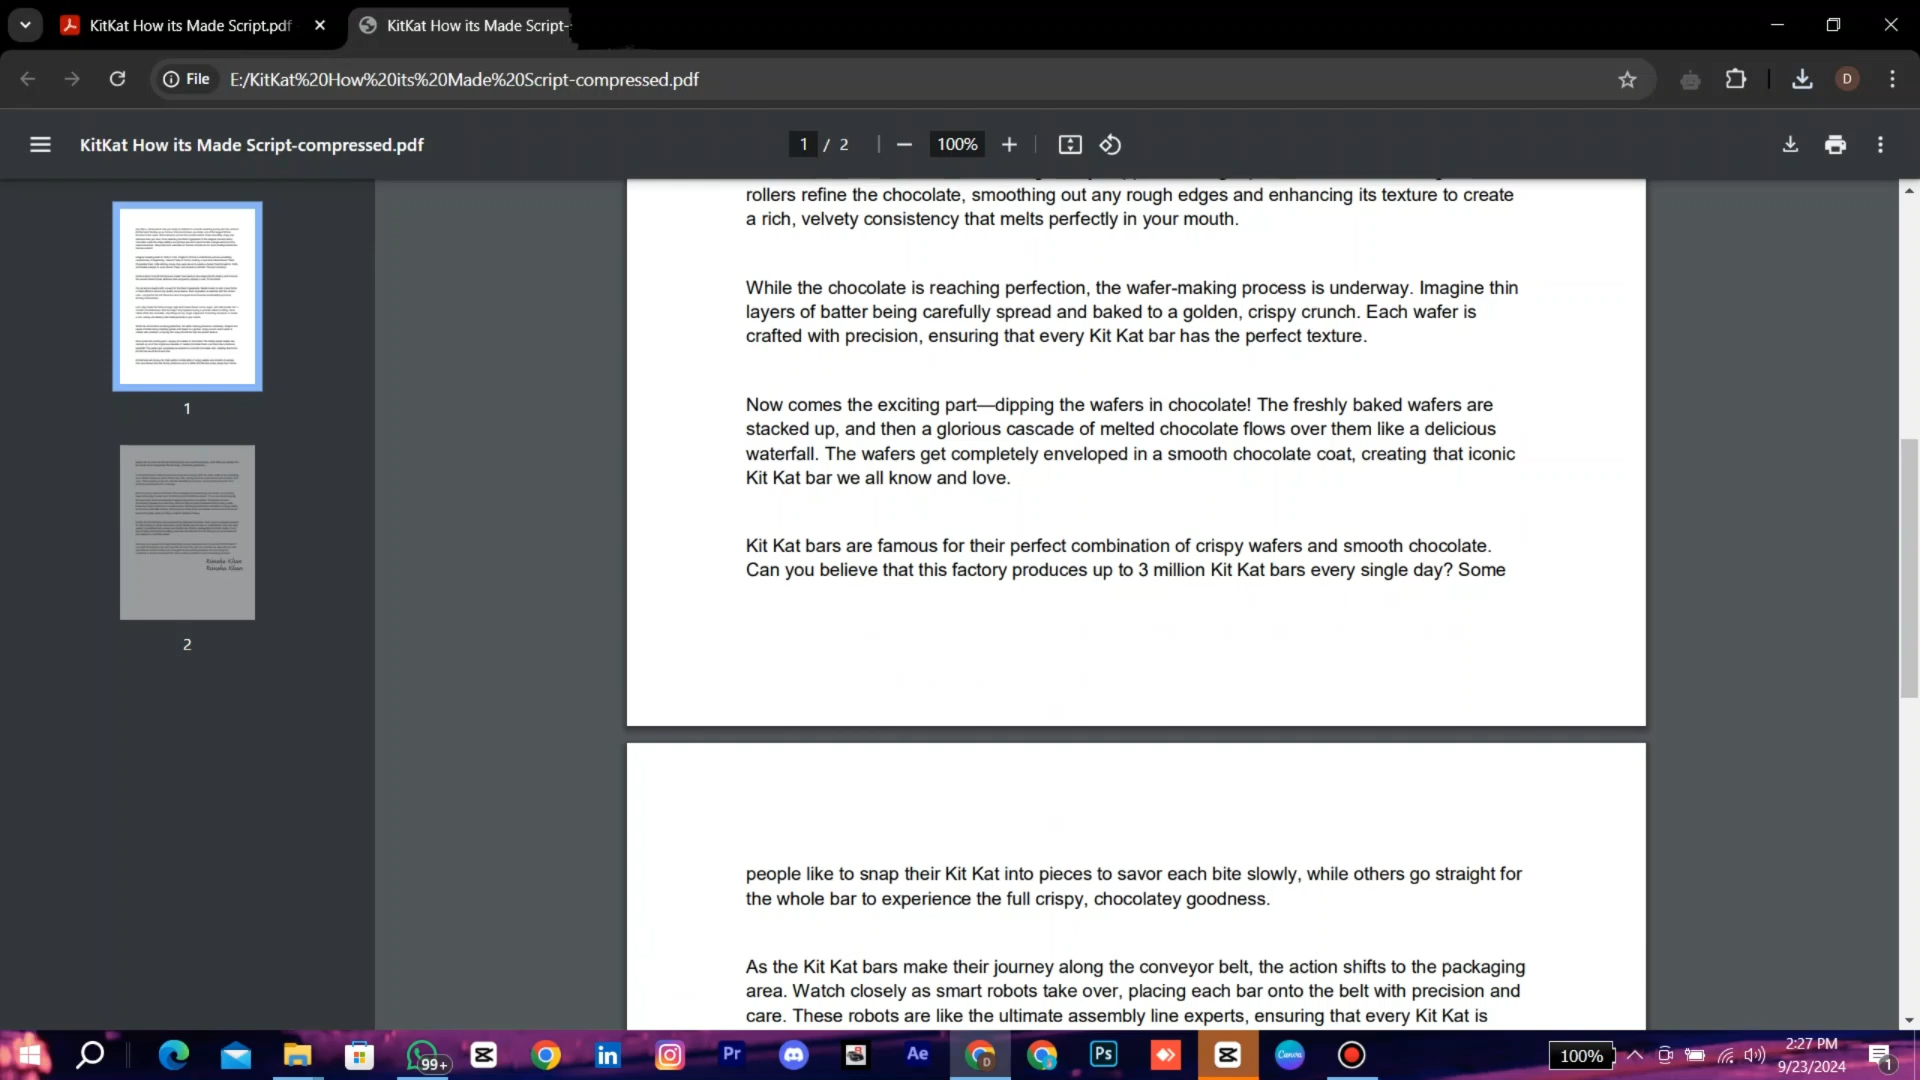 KitKat How its Made Script.pdf
KitKat How its Made Script-
File
E:/KitKat%20How%20its%20Made%20Script-compressed.pdf
D
KitKat How its Made Script-compressed.pdf
1 / 2
100%
rollers refine the chocolate, smoothing out any rough edges and enhancing its texture to create
a rich, velvety consistency that melts perfectly in your mouth.
While the chocolate is reaching perfection, the wafer-making process is underway. Imagine thin
layers of batter being carefully spread and baked to a golden, crispy crunch. Each wafer is
crafted with precision, ensuring that every Kit Kat bar has the perfect texture.
Now comes the exciting part—dipping the wafers in chocolate! The freshly baked wafers are
stacked up, and then a glorious cascade of melted chocolate flows over them like a delicious
waterfall. The wafers get completely enveloped in a smooth chocolate coat, creating that iconic
Kit Kat bar we all know and love.
Kit Kat bars are famous for their perfect combination of crispy wafers and smooth chocolate.
Can you believe that this factory produces up to 3 million Kit Kat bars every single day? Some
people like to snap their Kit Kat into pieces to savor each bite slowly, while others go straight for
the whole bar to experience the full crispy, chocolatey goodness.
As the Kit Kat bars make their journey along the conveyor belt, the action shifts to the packaging
area. Watch closely as smart robots take over, placing each bar onto the belt with precision and
care. These robots are like the ultimate assembly line experts, ensuring that every Kit Kat is
1
2
99+
in
Pr
Ae
D
Ps
Canva
100%
2:27 PM
9/23/2024
1